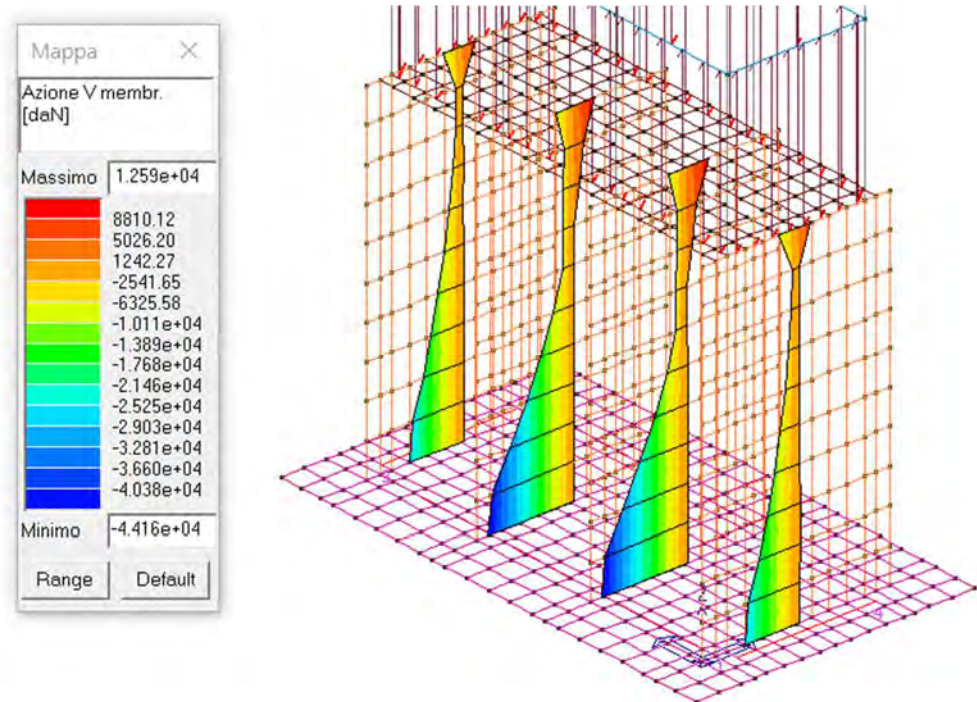 Mappa
Azione V membr.
[daN]
Massimo 1.259e+04
8810.12
5026.20
1242.27
-2541.65
-6325.58
-1.011e+04
-1.389e+04
-1.768e+04
-2.146e+04
-2.525e+04
-2.903e+04
-3.281e+04
-3.660e+04
-4.038e+04
Minimo -4.416e+04
Range Default